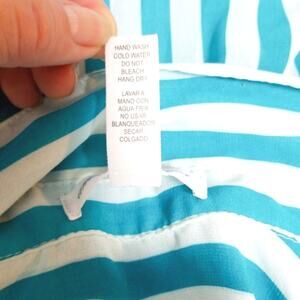 HAND WASH
COLD WATER
DO NOT
BLEACH
HANG DRY
LAVAR A
MANO CON
AGUA FRIA
NO USAR
BLANQUEADOR
SECAR
COLGADO